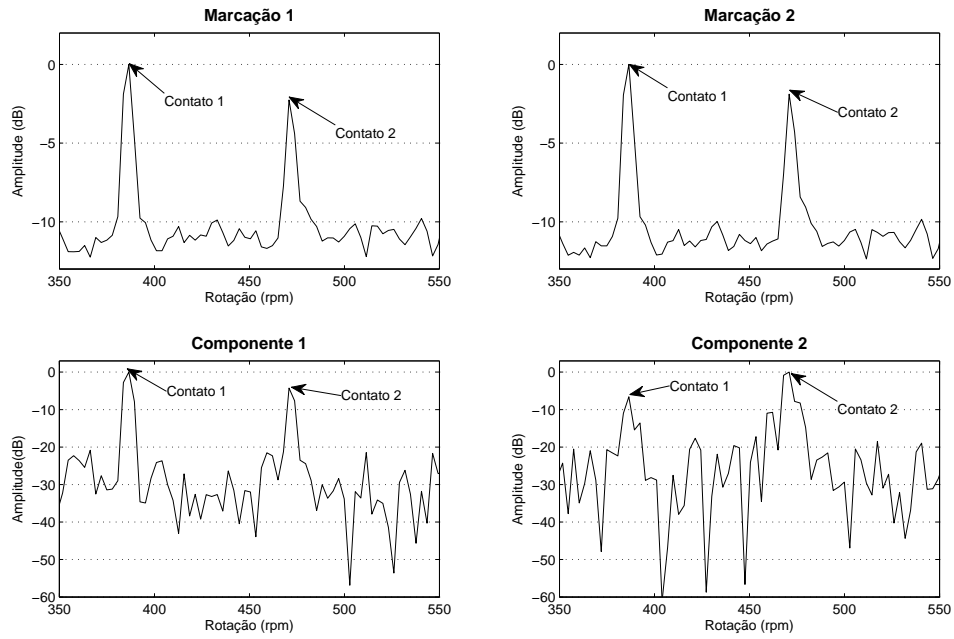 Marcação 1
Amplitude (dB)
0
−5
−10
350
400
450
500
550
Rotação (rpm)
Contato 1
Contato 2
Marcação 2
Amplitude (dB)
0
−5
−10
350
400
450
500
550
Rotação (rpm)
Contato 1
Contato 2
Componente 1
Amplitude(dB)
0
−10
−20
−30
−40
−50
−60
350
400
450
500
550
Rotação (rpm)
Contato 1
Contato 2
Componente 2
Amplitude (dB)
0
−10
−20
−30
−40
−50
−60
350
400
450
500
550
Rotação (rpm)
Contato 1
Contato 2